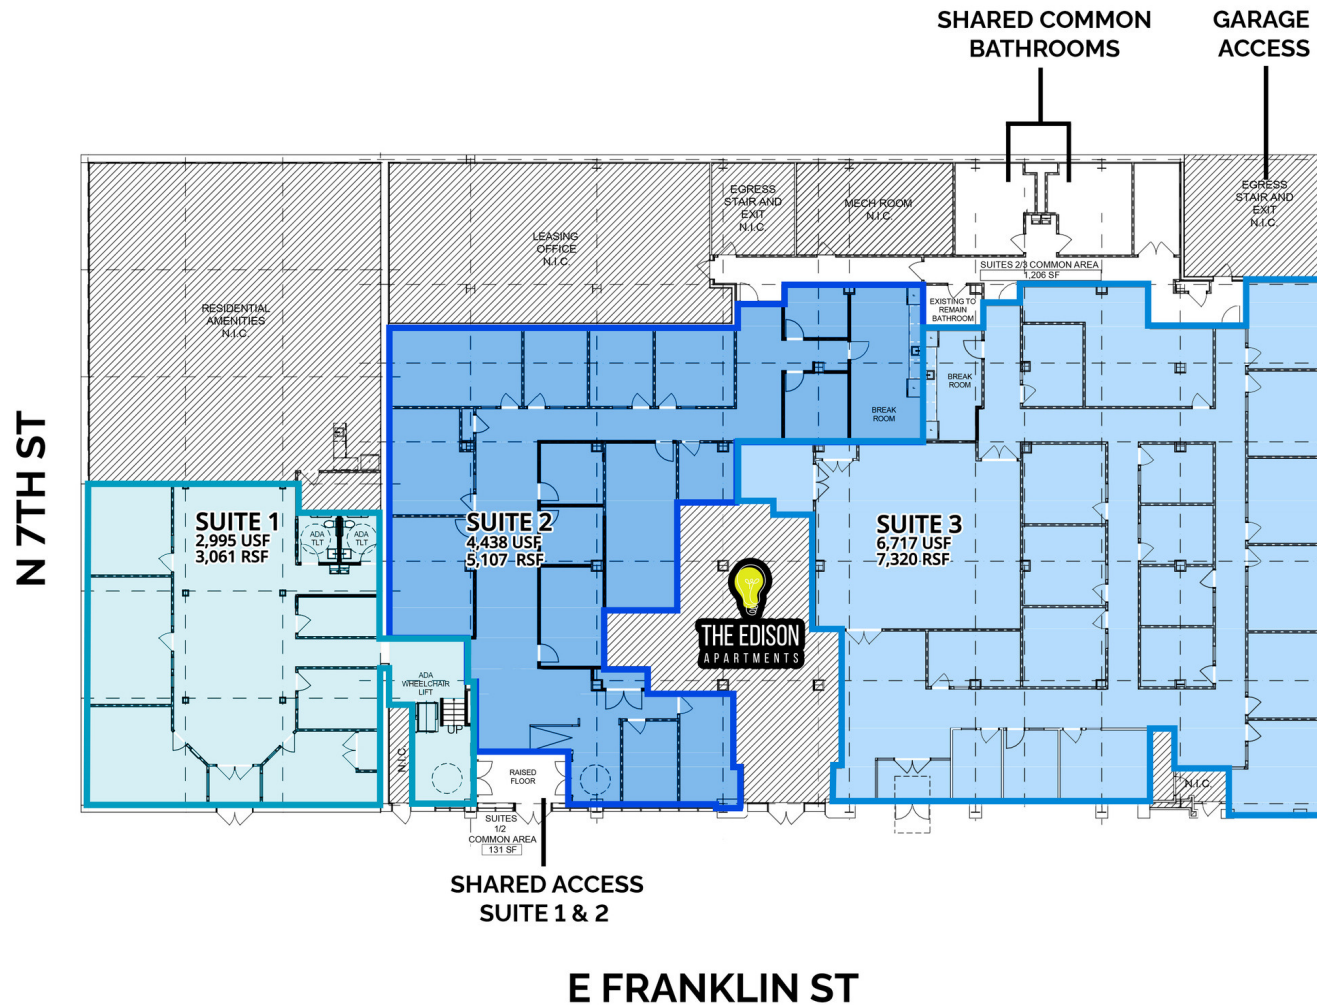 SHARED COMMON
BATHROOMS
GARAGE
ACCESS
EGRESS
STAIR AND
EXIT
N.I.C.
MECH ROOM
N.I.C.
EGRESS
STAIR AND
EXIT
N.I.C.
LEASING
OFFICE
N.I.C.
SUITES 2/3 COMMON AREA
1,206 SF
RESIDENTIAL
AMENITIES
N.I.C.
EXISTING TO
REMAIN
BATHROOM
BREAK
ROOM
BREAK
ROOM
N 7TH ST
SUITE 1
2,995 USF
3,061 RSF
ADA
TLT
ADA
TLT
SUITE 2
4,438 USF
5,107 RSF
SUITE 3
6,717 USF
7,320 RSF
THE EDISON
APARTMENTS
ADA
WHEELCHAIR
LIFT
UP
N.I.C.
RAISED
FLOOR
N.I.C.
SUITES
1/2
COMMON AREA
131 SF
SHARED ACCESS
SUITE 1 & 2
E FRANKLIN ST